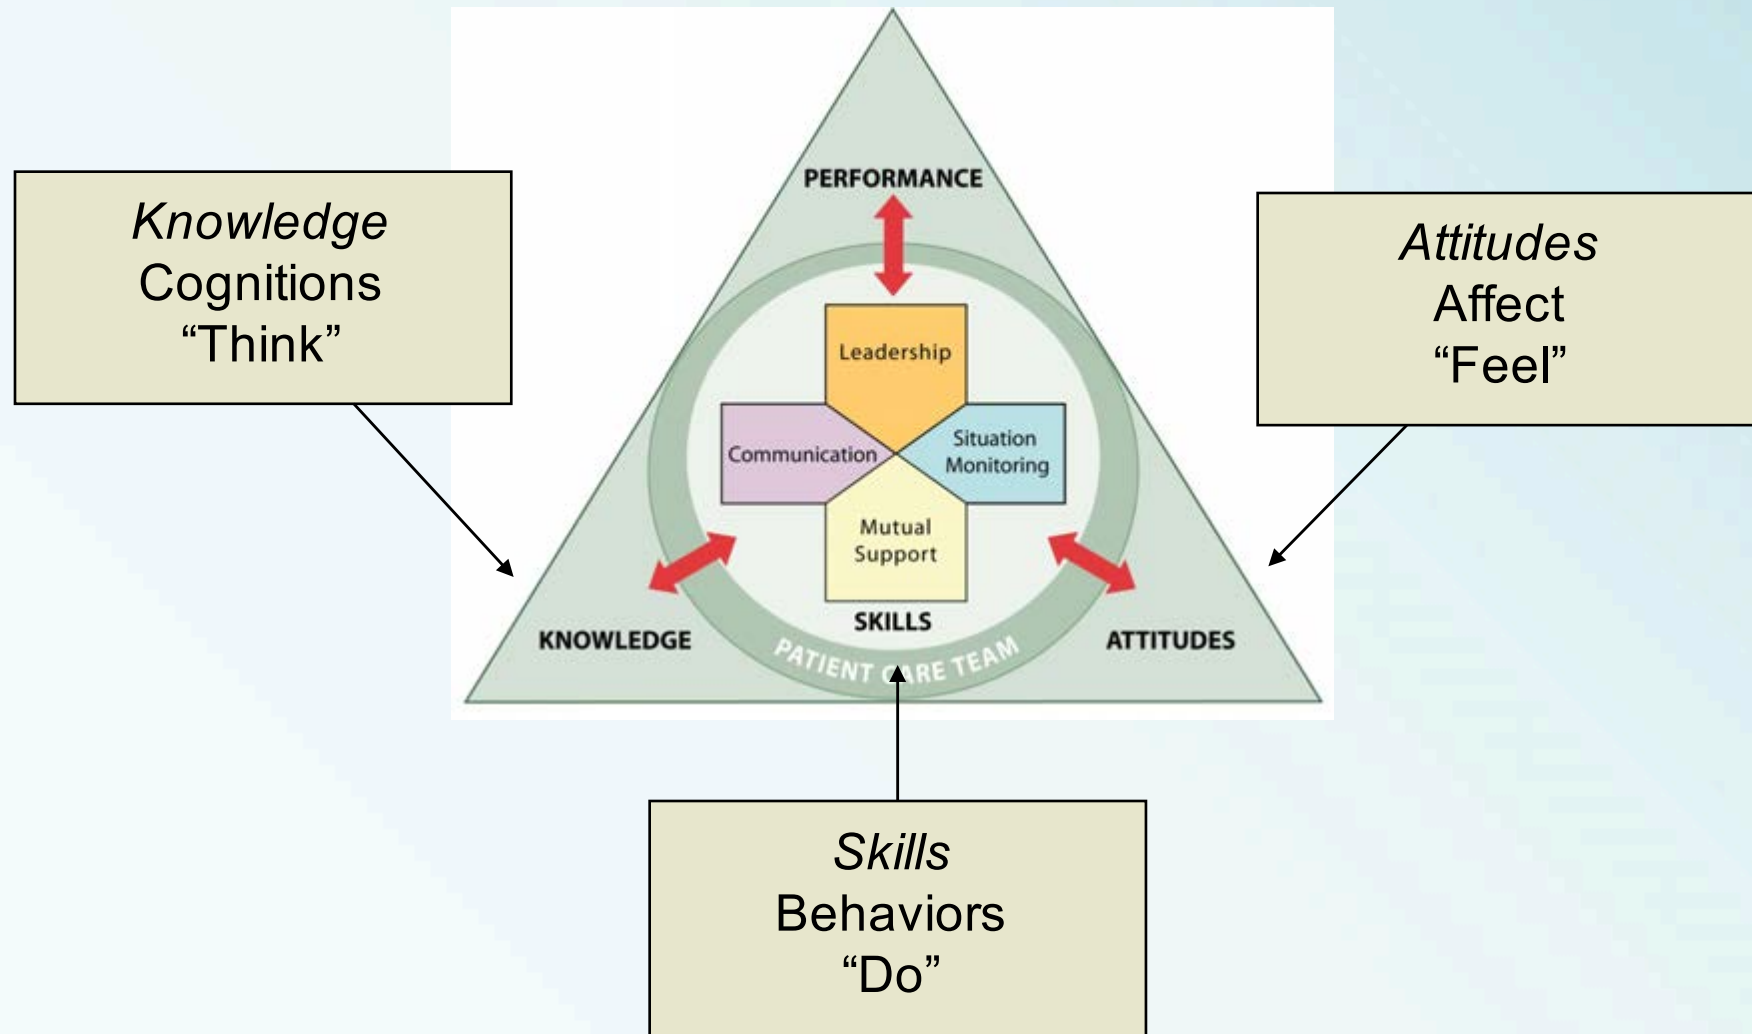 PERFORMANCE
Knowledge
Cognitions
“Think”
Attitudes
Affect
“Feel”
Leadership
Communication
Situation
Monitoring
Mutual
Support
SKILLS
KNOWLEDGE
PATIENT CARE TEAM
ATTITUDES
Skills
Behaviors
“Do”